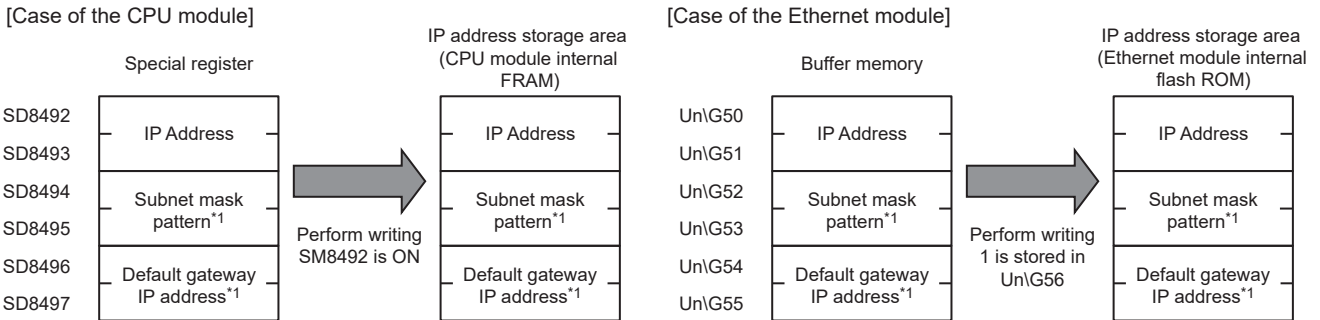 [Case of the CPU module]
Special register
IP address storage area
(CPU module internal
FRAM)
SD8492
SD8493
SD8494
SD8495
SD8496
SD8497
IP Address
Subnet mask
pattern*1
Default gateway
IP address*1
Perform writing
SM8492 is ON
IP Address
Subnet mask
pattern*1
Default gateway
IP address*1
[Case of the Ethernet module]
Buffer memory
IP address storage area
(Ethernet module internal
flash ROM)
Un\G50
Un\G51
Un\G52
Un\G53
Un\G54
Un\G55
IP Address
Subnet mask
pattern*1
Default gateway
IP address*1
Perform writing
1 is stored in
Un\G56
IP Address
Subnet mask
pattern*1
Default gateway
IP address*1